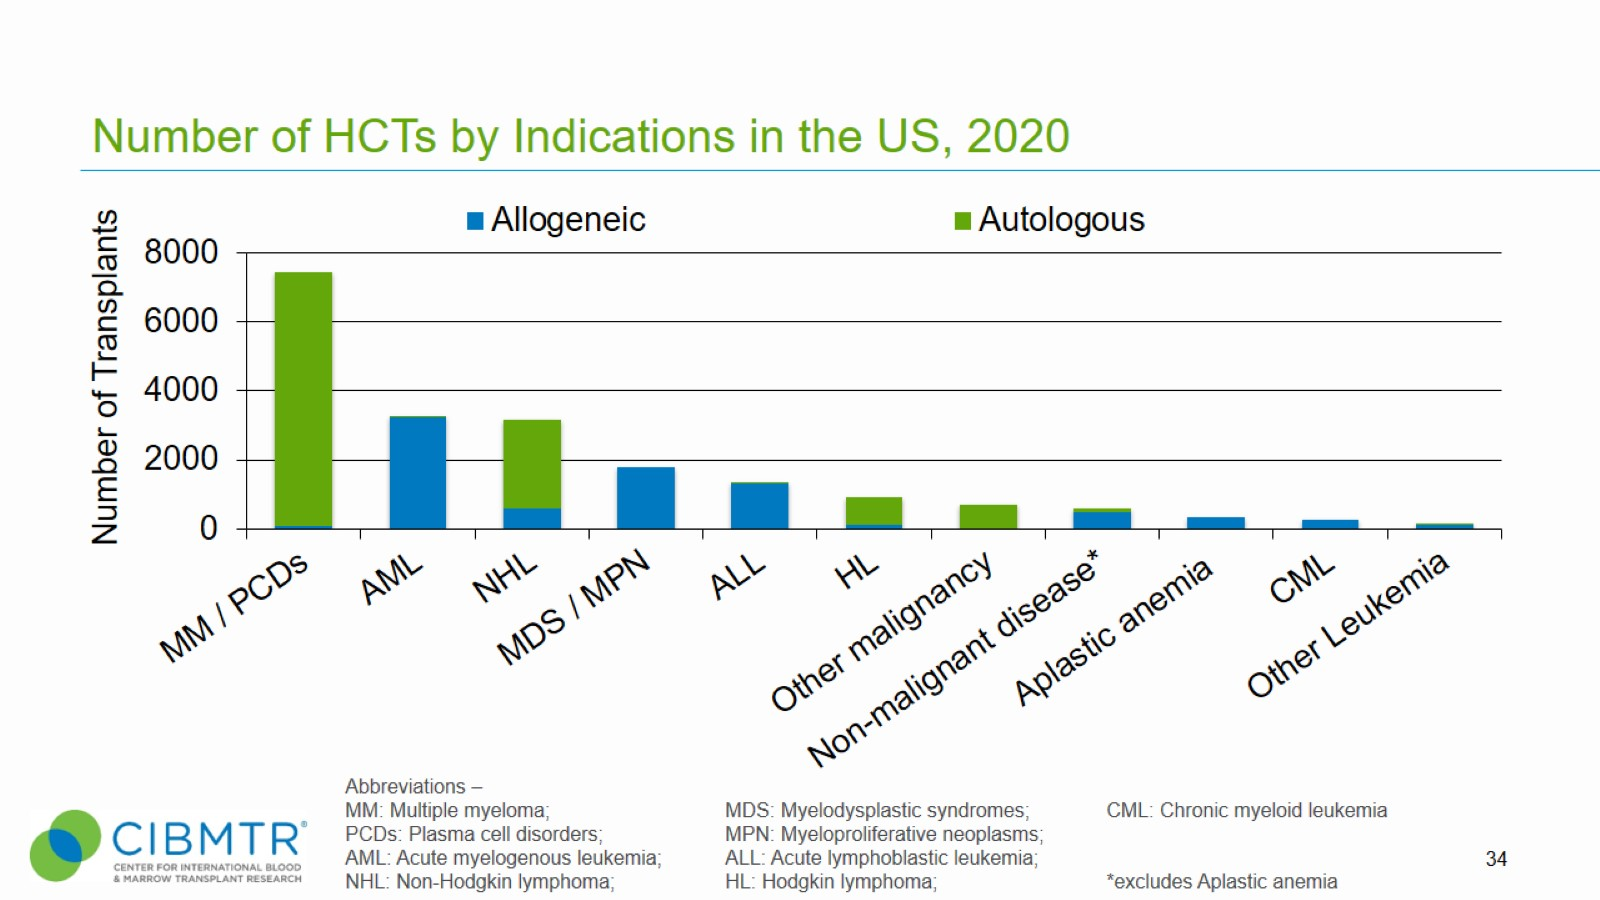 Number of HCTs by Indications in the US, 2020
Allogeneic
Autologous
Number of Transplants
8000
6000
4000
2000
0
MM / PCDs
AML
NHL
MDS / MPN
ALL
HL
Other malignancy
Non-malignant disease*
Aplastic anemia
CML
Other Leukemia
Abbreviations –
MM: Multiple myeloma;
PCDs: Plasma cell disorders;
AML: Acute myelogenous leukemia;
NHL: Non-Hodgkin lymphoma;
MDS: Myelodysplastic syndromes;
MPN: Myeloproliferative neoplasms;
ALL: Acute lymphoblastic leukemia;
HL: Hodgkin lymphoma;
CML: Chronic myeloid leukemia
*excludes Aplastic anemia
CIBMTR®
CENTER FOR INTERNATIONAL BLOOD
& MARROW TRANSPLANT RESEARCH
34